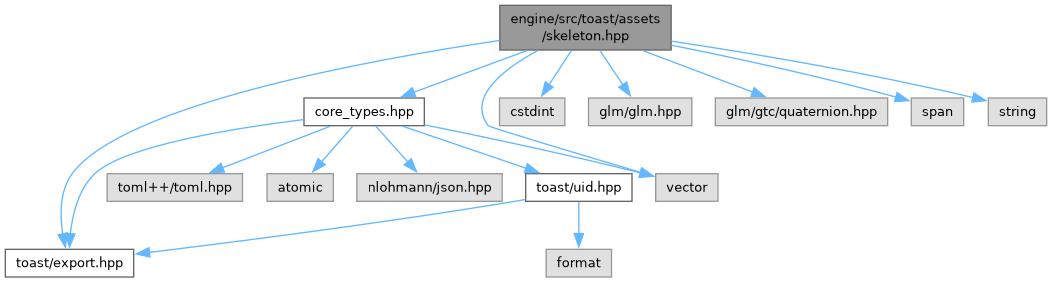 engine/src/toast/assets
/skeleton.hpp
core_types.hpp
cstdint
glm/glm.hpp
glm/gtc/quaternion.hpp
span
string
toml++/toml.hpp
atomic
nlohmann/json.hpp
toast/uid.hpp
vector
toast/export.hpp
format